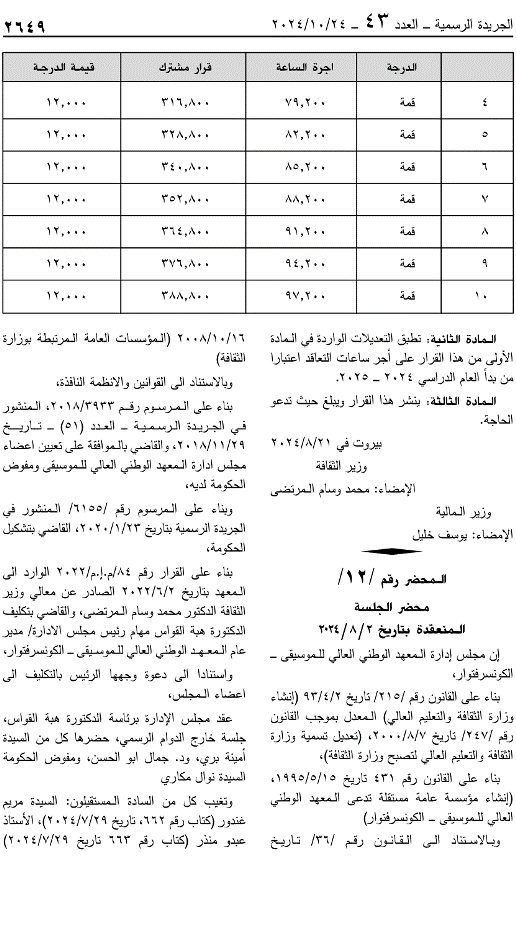 الجريدة الرسمية ــ العدد ٤٣ ــ ٢٠٢٤/١٠/٢٤
٢٦٤٩
الدرجة اجرة الساعة قرار مشترك قيمة الدرجة
٤ قمة ٧٩,٢٠٠ ٣١٦,٨٠٠ ١٢,٠٠٠
٥ قمة ٨٢,٢٠٠ ٣٢٨,٨٠٠ ١٢,٠٠٠
٦ قمة ٨٥,٢٠٠ ٣٤٠,٨٠٠ ١٢,٠٠٠
٧ قمة ٨٨,٢٠٠ ٣٥٢,٨٠٠ ١٢,٠٠٠
٨ قمة ٩١,٢٠٠ ٣٦٤,٨٠٠ ١٢,٠٠٠
٩ قمة ٩٤,٢٠٠ ٣٧٦,٨٠٠ ١٢,٠٠٠
١٠ قمة ٩٧,٢٠٠ ٣٨٨,٨٠٠ ١٢,٠٠٠
المادة الثانية: تطبق التعديلات الواردة في المادة
الأولى من هذا القرار على أجر ساعات التعاقد اعتبارا
من بدأ العام الدراسي ٢٠٢٤ ــ ٢٠٢٥.
المادة الثالثة: ينشر هذا القرار ويبلغ حيث تدعو
الحاجة.
بيروت في ٢٠٢٤/٨/٢١
وزير الثقافة
الإمضاء: محمد وسام المرتضى
وزير المالية
الإمضاء: يوسف خليل
المحضر رقم /١٢/
محضر الجلسة
المنعقدة بتاريخ ٢٠٢٤/٨/٢
إن مجلس إدارة المعهد الوطني العالي للموسيقى ــ
الكونسرفتوار،
بناء على القانون رقم /٢١٥/ تاريخ ٩٣/٤/٢ (إنشاء
وزارة الثقافة والتعليم العالي) المعدل بموجب القانون
رقم /٢٤٧/ تاريخ ٢٠٠٠/٨/٧، (تعديل تسمية وزارة
الثقافة والتعليم العالي لتصبح وزارة الثقافة)،
بناء على القانون رقم ٤٣١ تاريخ ١٩٩٥/٥/١٥،
(إنشاء مؤسسة عامة مستقلة تدعى المعهد الوطني
العالي للموسيقى ــ الكونسرفتوار)
وبالاستناد الى القانون رقم /٣٦/ تاريخ
٢٠٠٨/١٠/١٦ (المؤسسات العامة المرتبطة بوزارة
الثقافة)
وبالاستناد الى القوانين والانظمة النافذة،
بناء على المرسوم رقم ٢٠١٨/٣٩٣٣، المنشور
في الجريدة الرسمية ــ العدد (٥١) ــ تاريخ
٢٠١٨/١١/٢٩، والقاضي بالموافقة على تعيين اعضاء
مجلس ادارة المعهد الوطني العالي للموسيقى ومفوض
الحكومة لديه،
وبناء على المرسوم رقم /٦١٥٥/ المنشور في
الجريدة الرسمية بتاريخ ٢٠٢٠/١/٢٣، القاضي بتشكيل
الحكومة،
بناء على القرار رقم ٨٤/م.إ.م/٢٠٢٢ الوارد الى
المعهد بتاريخ ٢٠٢٢/٦/٢ الصادر عن معالي وزير
الثقافة الدكتور محمد وسام المرتضى، والقاضي بتكليف
الدكتورة هبة القواس مهام رئيس مجلس الادارة/ مدير
عام المعهد الوطني العالي للموسيقى ــ الكونسرفتوار،
واستنادا الى دعوة وجهها الرئيس بالتكليف الى
اعضاء المجلس،
عقد مجلس الإدارة برئاسة الدكتورة هبة القواس،
جلسة خارج الدوام الرسمي، حضرها كل من السيدة
أمينة بري، ود. جمال ابو الحسن، ومفوض الحكومة
السيدة نوال مكاري
وتغيب كل من السادة المستقيلون: السيدة مريم
غندور (كتاب رقم ٦٦٢، تاريخ ٢٠٢٤/٧/٢٩)، الأستاذ
عبدو منذر (كتاب رقم ٦٦٣ تاريخ ٢٠٢٤/٧/٢٩)